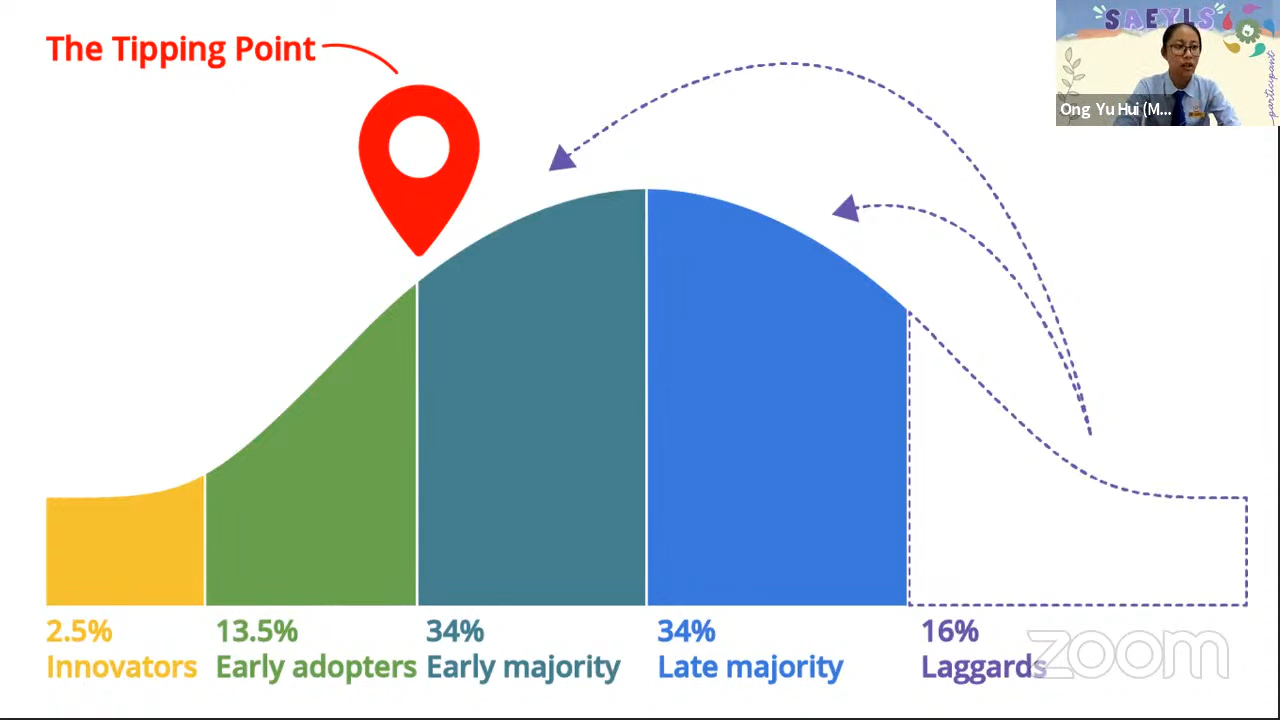 The Tipping Point
SAEYLS
participant
Ong Yu Hui (M...
2.5%
Innovators
13.5%
Early adopters
34%
Early majority
34%
Late majority
16%
Laggards
zoom